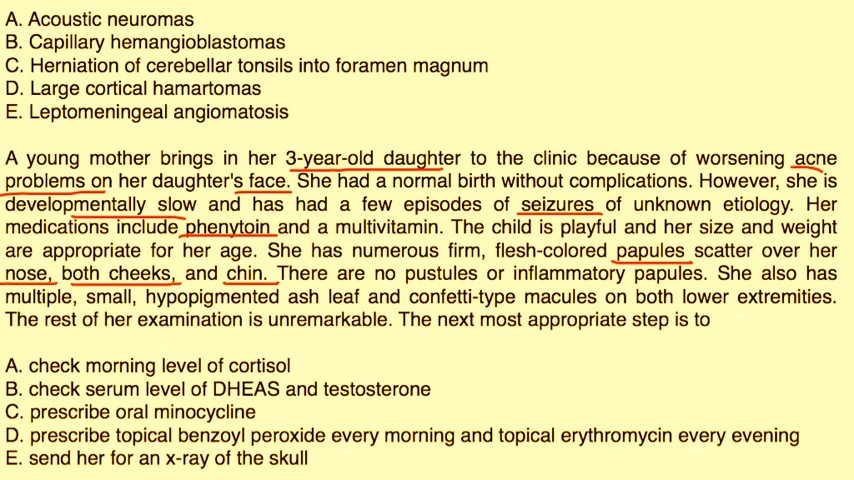 A. Acoustic neuromas
B. Capillary hemangioblastomas
C. Herniation of cerebellar tonsils into foramen magnum
D. Large cortical hamartomas
E. Leptomeningeal angiomatosis
A young mother brings in her 3-year-old daughter to the clinic because of worsening acne
problems on her daughter's face. She had a normal birth without complications. However, she is
developmentally slow and has had a few episodes of seizures of unknown etiology. Her
medications include phenytoin and a multivitamin. The child is playful and her size and weight
are appropriate for her age. She has numerous firm, flesh-colored papules scatter over her
nose, both cheeks, and chin. There are no pustules or inflammatory papules. She also has
multiple, small, hypopigmented ash leaf and confetti-type macules on both lower extremities.
The rest of her examination is unremarkable. The next most appropriate step is to
A. check morning level of cortisol
B. check serum level of DHEAS and testosterone
C. prescribe oral minocycline
D. prescribe topical benzoyl peroxide every morning and topical erythromycin every evening
E. send her for an x-ray of the skull